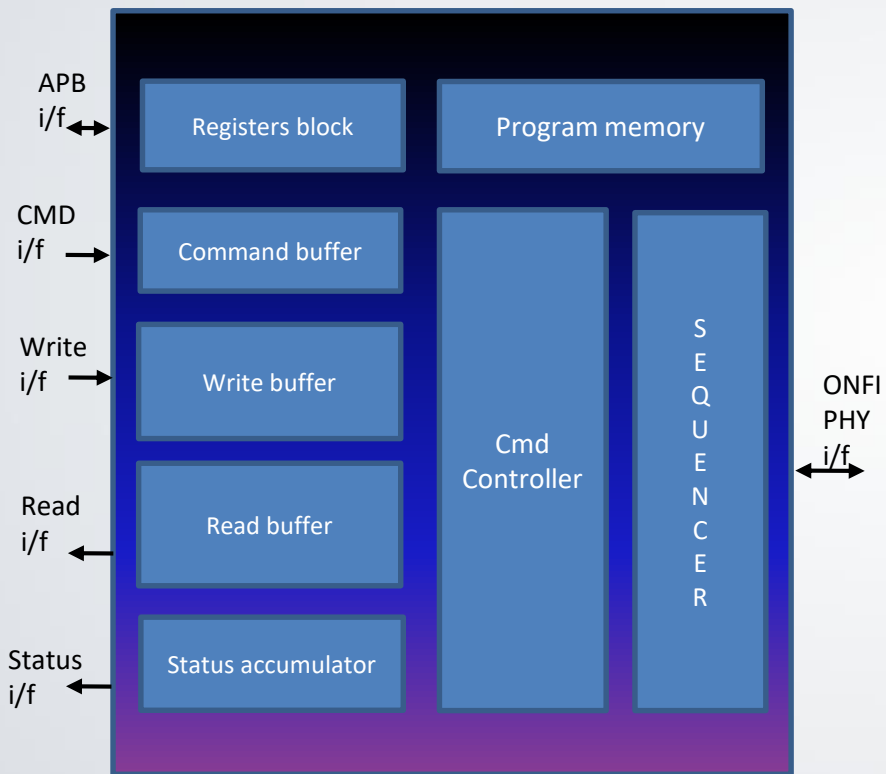 APB
i/f
Registers block
Program memory
CMD
i/f
Command buffer
Write
i/f
Write buffer
Read
i/f
Read buffer
Status
i/f
Status accumulator
Cmd
Controller
S
E
Q
U
E
N
C
E
R
ONFI
PHY
i/f